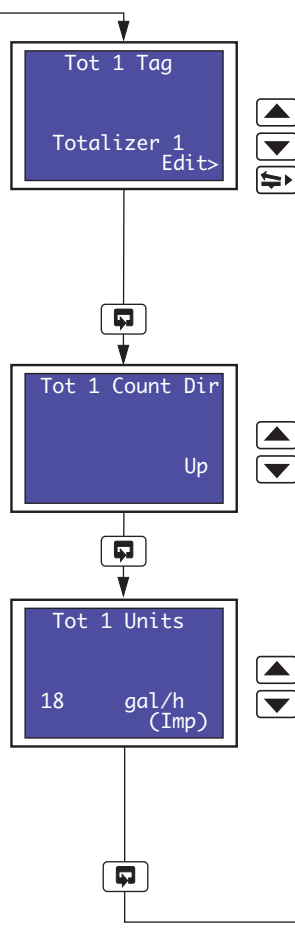 Tot 1 Tag
Totalizer 1
Edit>
Tot 1 Count Dir
Up
Tot 1 Units
18 gal/h
(Imp)